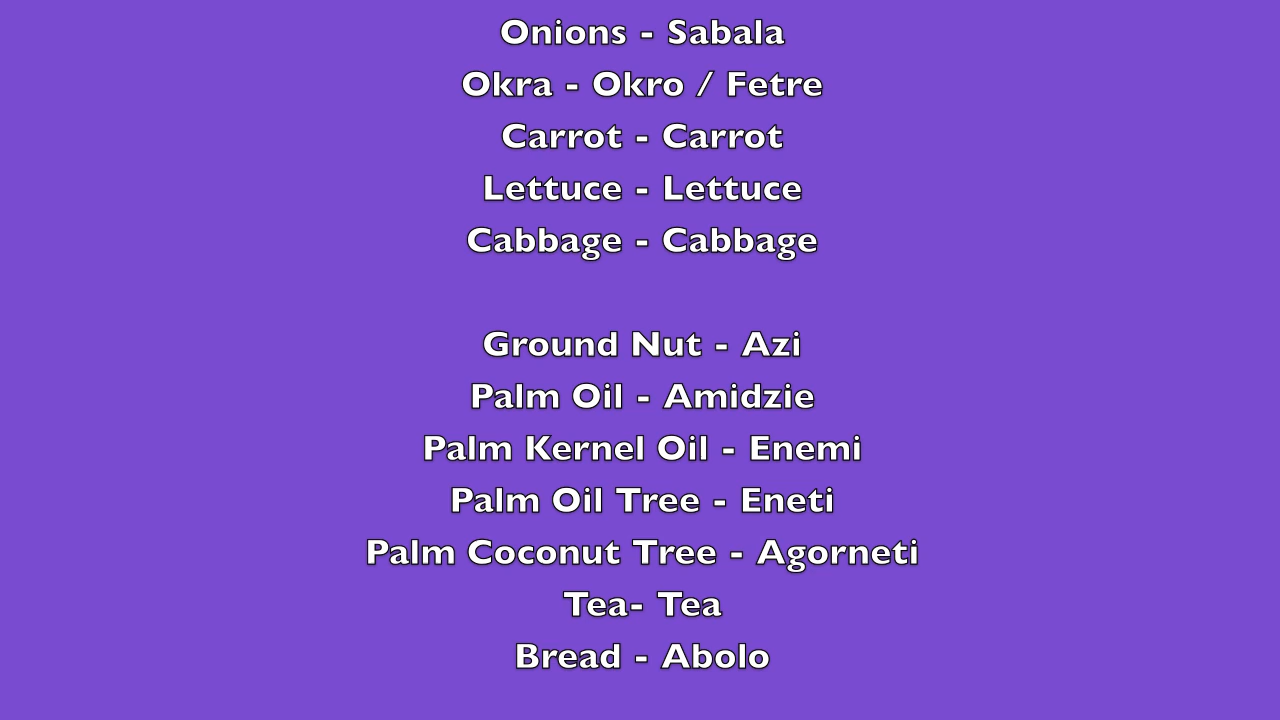 Onions - Sabala
Okra - Okro / Fetre
Carrot - Carrot
Lettuce - Lettuce
Cabbage - Cabbage
Ground Nut - Azi
Palm Oil - Amidzie
Palm Kernel Oil - Enemi
Palm Oil Tree - Eneti
Palm Coconut Tree - Agorneti
Tea- Tea
Bread - Abolo